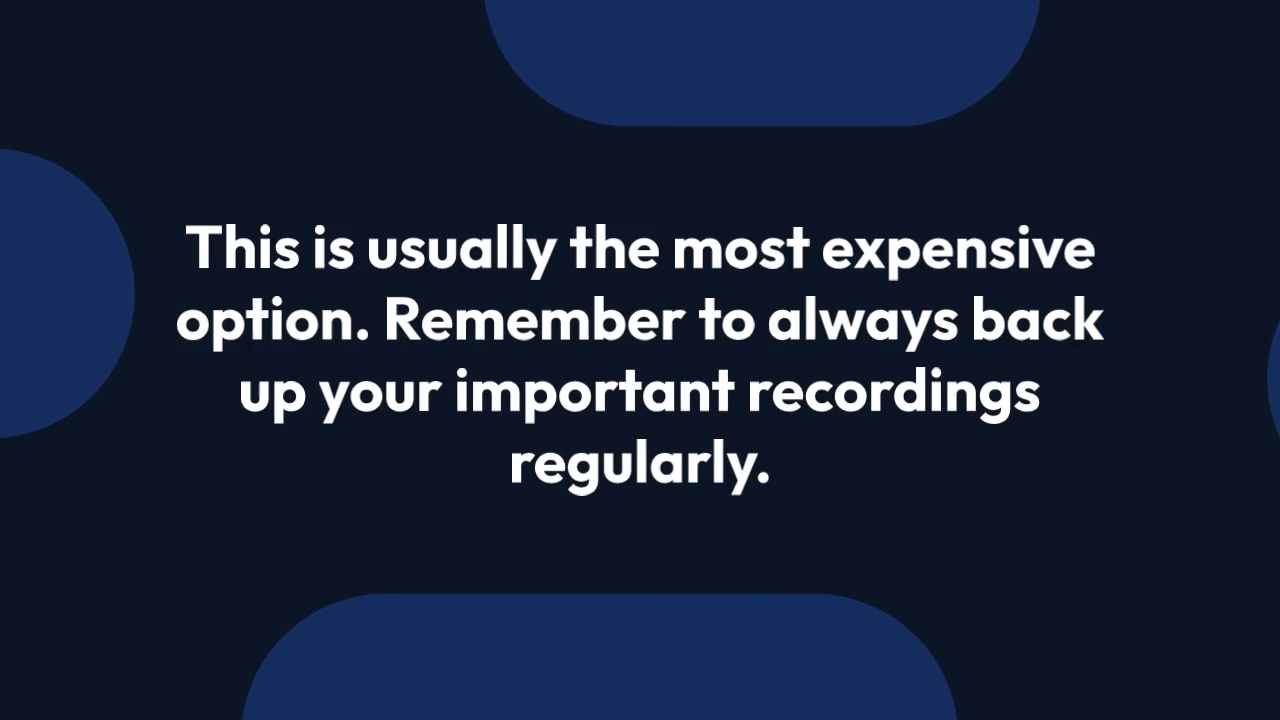 This is usually the most expensive
option. Remember to always back
up your important recordings
regularly.